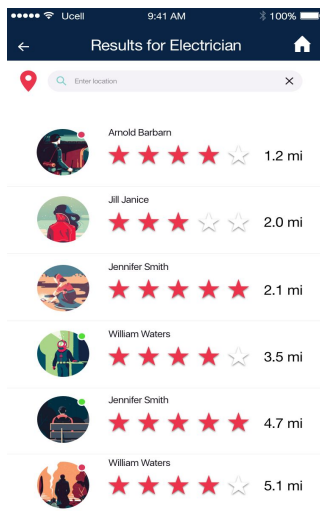 Ucell 9:41 AM 100%
Results for Electrician
Enter location
Arnold Barbarn
1.2 mi
Jill Janice
2.0 mi
Jennifer Smith
2.1 mi
William Waters
3.5 mi
Jennifer Smith
4.7 mi
William Waters
5.1 mi